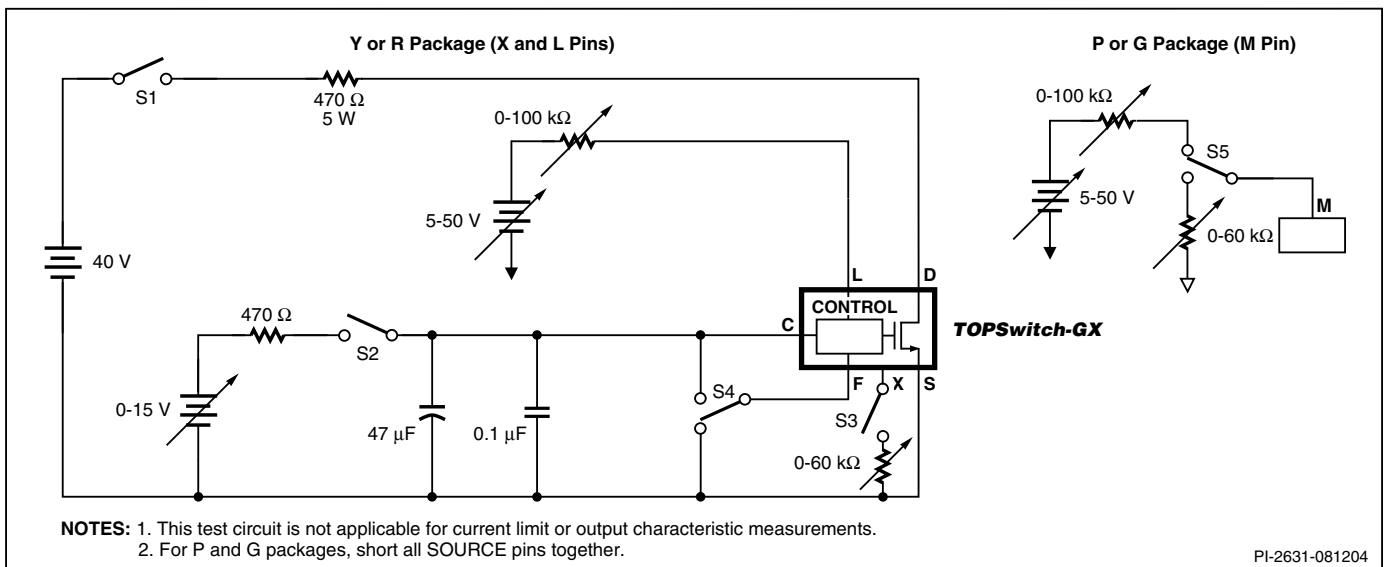 Y or R Package (X and L Pins)
P or G Package (M Pin)
S1
470 Ω
5 W
0-100 kΩ
5-50 V
40 V
470 Ω
S2
0-15 V
47 µF
0.1 µF
S4
L
D
CONTROL
C
TOPSwitch-GX
F
X
S
S3
0-60 kΩ
0-100 kΩ
S5
5-50 V
M
0-60 kΩ
NOTES: 1. This test circuit is not applicable for current limit or output characteristic measurements.
2. For P and G packages, short all SOURCE pins together.
PI-2631-081204